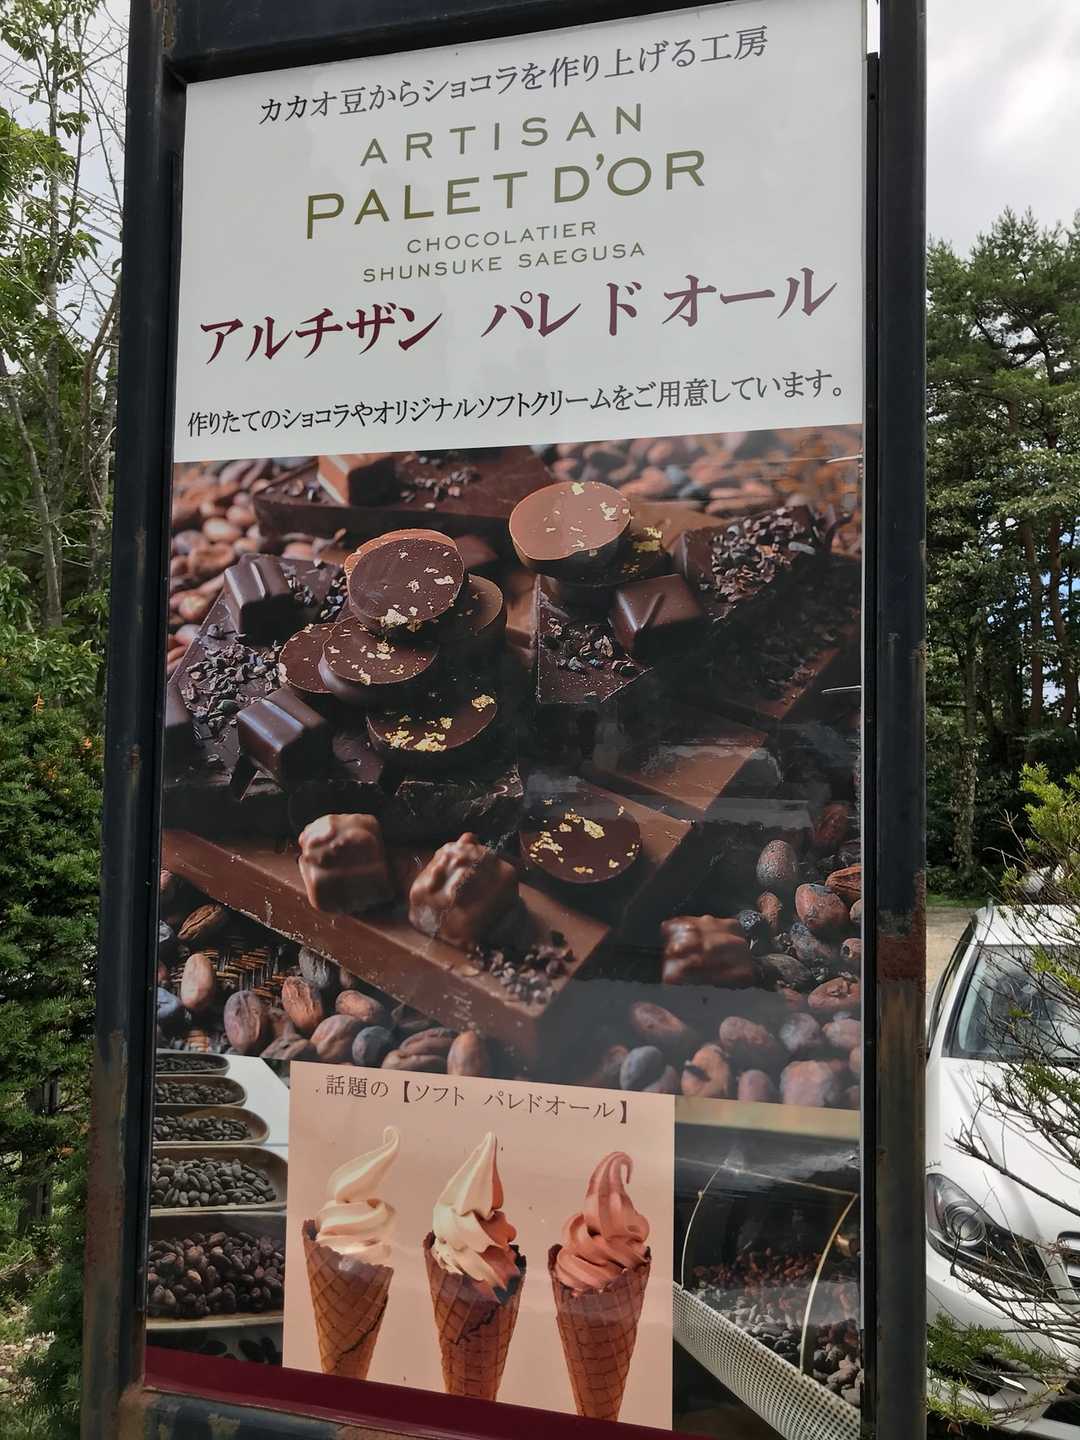 カカオ豆からショコラを作り上げる工房
ARTISAN
PALET D'OR
CHOCOLATIER
SHUNSUKE SAEGUSA
アルチザン パレ ド オール
作りたてのショコラやオリジナルソフトクリームをご用意しています。
話題の【ソフト パレドオール】